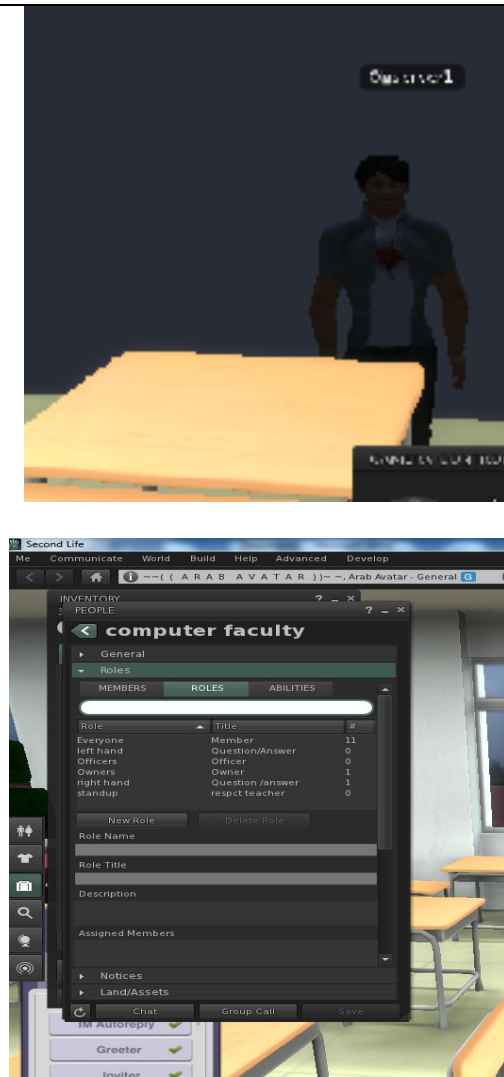 Second Life
Me Communicate World Build Help Advanced Develop
~~( ( A R A B A V A T A R ) )~ ~, Arab Avatar - General G
INVENTORY ? _ ×
PEOPLE ? _ ×
computer faculty
General
Roles
MEMBERS ROLES ABILITIES
Role Title #
Everyone Member 11
left hand Question/Answer 0
Officers Officer 0
Owners Owner 1
right hand Question /answer 1
standup respct teacher 0
New Role Delete Role
Role Name
Role Title
Description
Assigned Members
Notices
Land/Assets
Chat Group Call Save
IM Autoreply
Greeter
Inviter